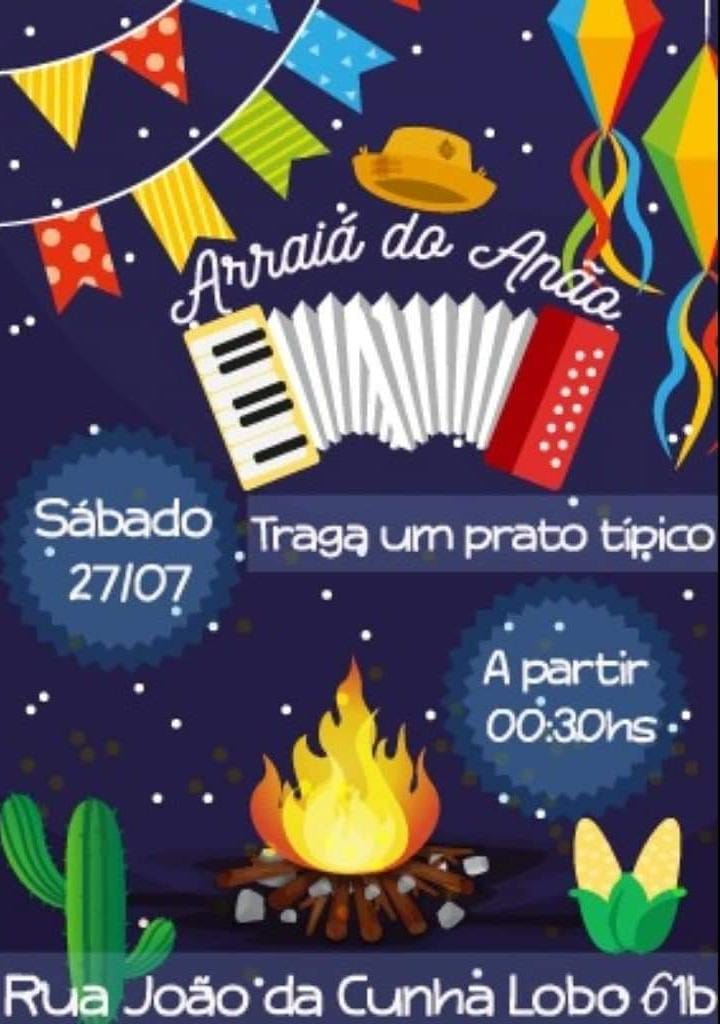 Arraiá do Anão
Sábado
27/07
Traga um prato típico
A partir
00:30hs
Rua João da Cunha Lobo 61b